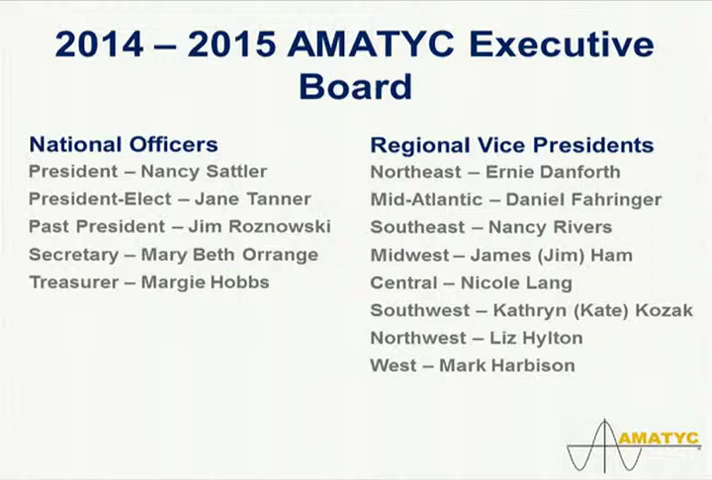 2014 – 2015 AMATYC Executive
Board
National Officers
President – Nancy Sattler
President-Elect – Jane Tanner
Past President – Jim Roznowski
Secretary – Mary Beth Orrange
Treasurer – Margie Hobbs
Regional Vice Presidents
Northeast – Ernie Danforth
Mid-Atlantic – Daniel Fahringer
Southeast – Nancy Rivers
Midwest – James (Jim) Ham
Central – Nicole Lang
Southwest – Kathryn (Kate) Kozak
Northwest – Liz Hylton
West – Mark Harbison
AMATYC